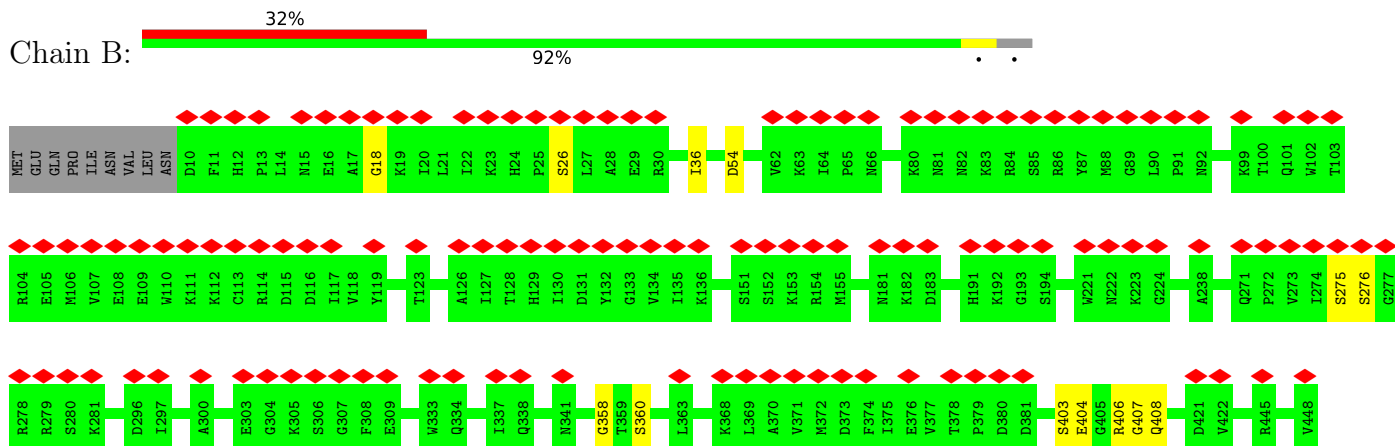 32%
Chain B:
92%
• •
MET GLU GLN PRO ILE ASN VAL LEU ASN D10 F11 H12 P13 L14 N15 E16 A17 G18 K19 I20 L21 I22 K23 H24 P25 S26 L27 A28 E29 R30 I36 D54 V62 K63 I64 P65 N66 K80 N81 N82 K83 R84 S85 R86 Y87 M88 G89 L90 P91 N92 K99 T100 Q101 W102 T103
R104 E105 M106 V107 E108 E109 W110 K111 K112 C113 R114 D115 D116 I117 V118 Y119 T123 A126 I127 T128 H129 I130 D131 Y132 G133 V134 I135 K136 S151 S152 K153 R154 M155 N181 K182 D183 H191 K192 G193 S194 W221 N222 K223 G224 A238 Q271 P272 V273 I274 S275 S276 G277
R278 R279 S280 K281 D296 I297 A300 E303 G304 K305 S306 G307 F308 E309 W333 Q334 I337 Q338 N341 G358 T359 S360 L363 K368 L369 A370 V371 M372 D373 F374 I375 E376 V377 T378 P379 D380 D381 S403 E404 G405 R406 G407 Q408 D421 V422 R445 V448